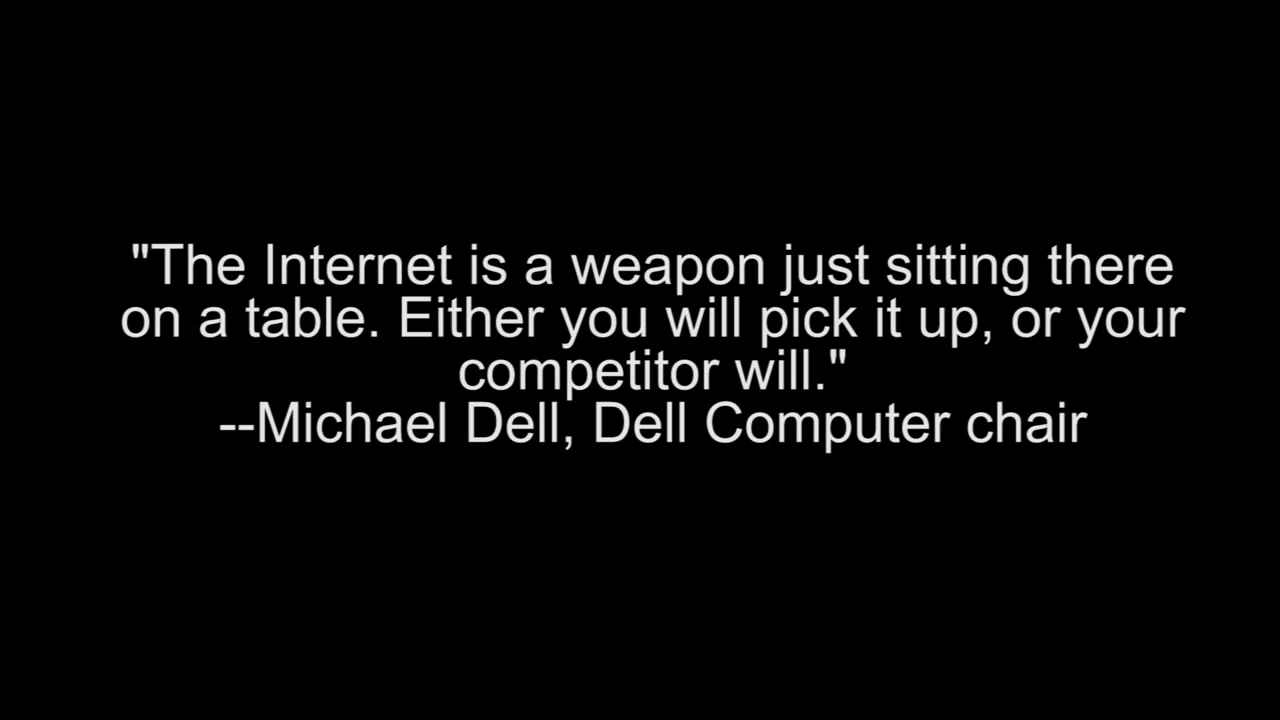 "The Internet is a weapon just sitting there
on a table. Either you will pick it up, or your
competitor will."
--Michael Dell, Dell Computer chair